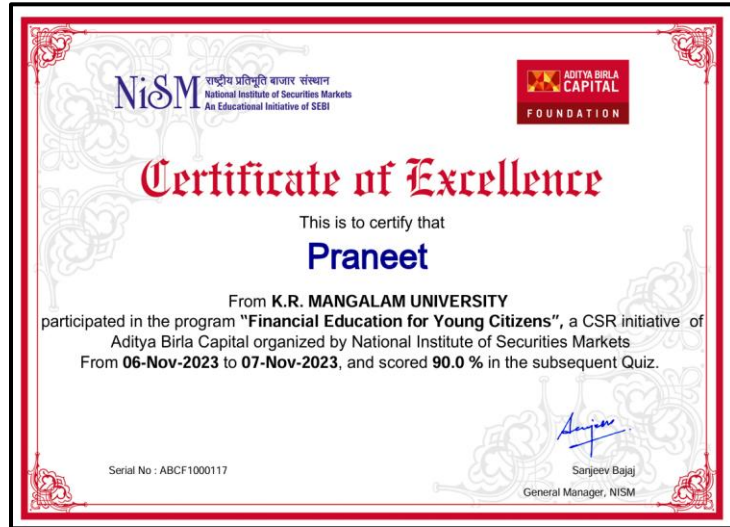 NiSM
राष्ट्रीय प्रतिभूति बाजार संस्थान
National Institute of Securities Markets
An Educational Initiative of SEBI
ADITYA BIRLA
CAPITAL
FOUNDATION
Certificate of Excellence
This is to certify that
Praneet
From K.R. MANGALAM UNIVERSITY
participated in the program "Financial Education for Young Citizens", a CSR initiative of
Aditya Birla Capital organized by National Institute of Securities Markets
From 06-Nov-2023 to 07-Nov-2023, and scored 90.0 % in the subsequent Quiz.
Sanjeev
Serial No : ABCF1000117
Sanjeev Bajaj
General Manager, NISM